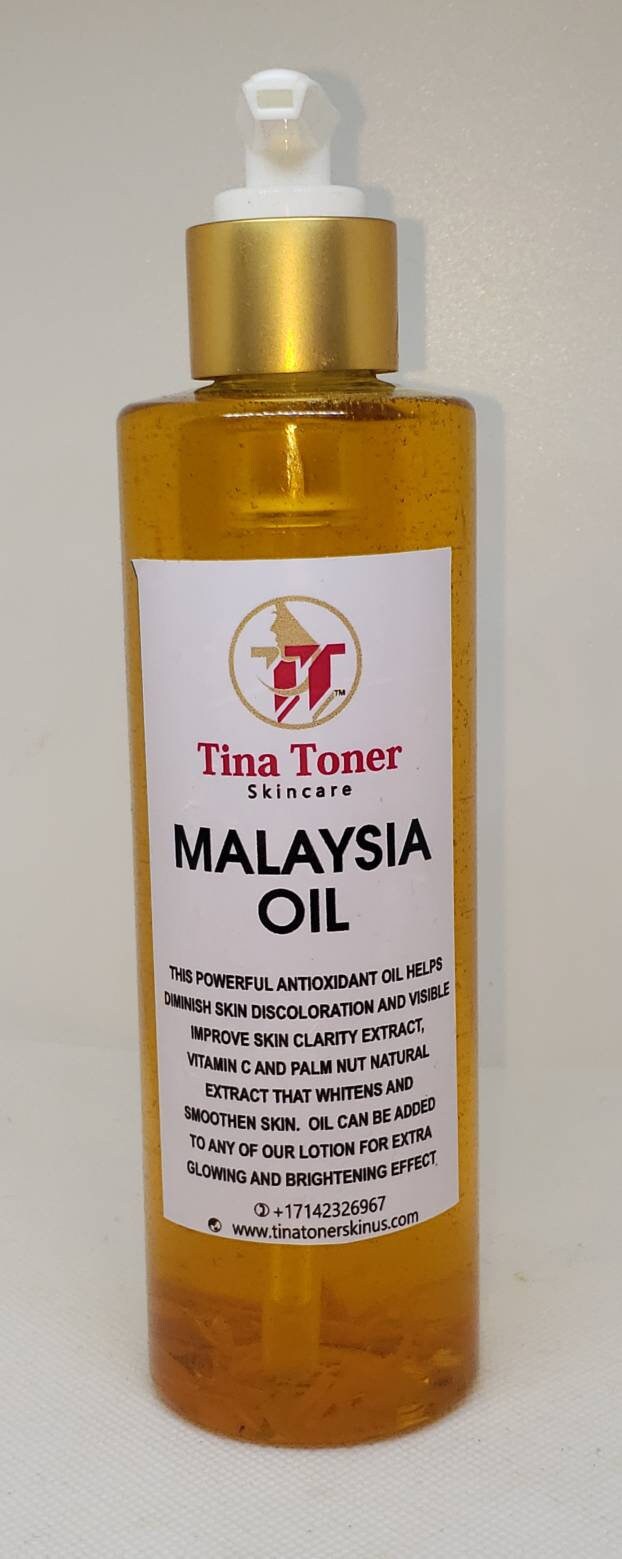 TT™
Tina Toner
Skincare
MALAYSIA
OIL
THIS POWERFUL ANTIOXIDANT OIL HELPS
DIMINISH SKIN DISCOLORATION AND VISIBLE
IMPROVE SKIN CLARITY EXTRACT,
VITAMIN C AND PALM NUT NATURAL
EXTRACT THAT WHITENS AND
SMOOTHEN SKIN. OIL CAN BE ADDED
TO ANY OF OUR LOTION FOR EXTRA
GLOWING AND BRIGHTENING EFFECT.
+17142326967
www.tinatonerskinus.com